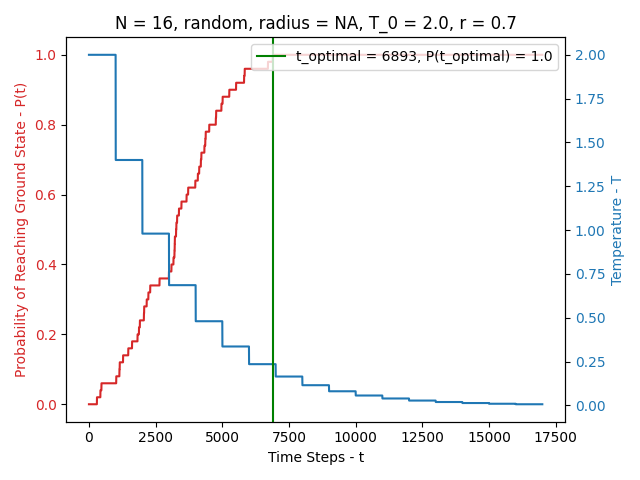 N = 16, random, radius = NA, T_0 = 2.0, r = 0.7
t_optimal = 6893, P(t_optimal) = 1.0
Probability of Reaching Ground State - P(t)
1.0
0.8
0.6
0.4
0.2
0.0
2.00
1.75
1.50
1.25
1.00
0.75
0.50
0.25
0.00
Temperature - T
0 2500 5000 7500 10000 12500 15000 17500
Time Steps - t